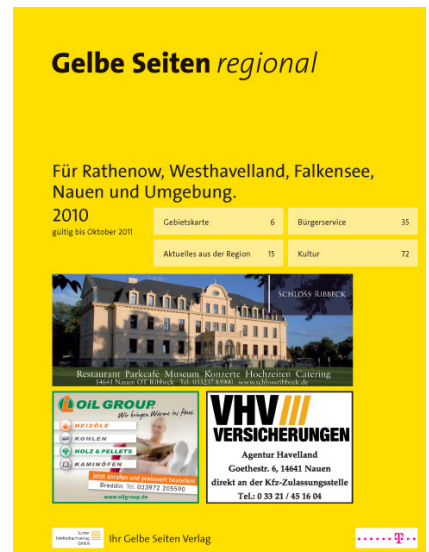 Gelbe Seiten regional
Für Rathenow, Westhavelland, Falkensee,
Nauen und Umgebung.
2010
gültig bis Oktober 2011
Gebietskarte 6
Bürgerservice 35
Aktuelles aus der Region 15
Kultur 72
SCHLOSS RIBBECK
Restaurant Parkcafé Museum Konzerte Hochzeiten Catering
14641 Nauen OT Ribbeck Tel. 033237 85900 www.schlossribbeck.de
OiL GROUP
Wir bringen Wärme ins Haus.
HEIZÖLE
KOHLEN
HOLZ & PELLETS
KAMINÖFEN
Jetzt anrufen und preiswert bestellen!
Breddin Tel. 033972 205590
www.oilgroup.de
VHV
VERSICHERUNGEN
Agentur Havelland
Goethestr. 6, 14641 Nauen
direkt an der Kfz-Zulassungsstelle
Tel.: 0 33 21 / 45 16 04
Ihr Gelbe Seiten Verlag
T